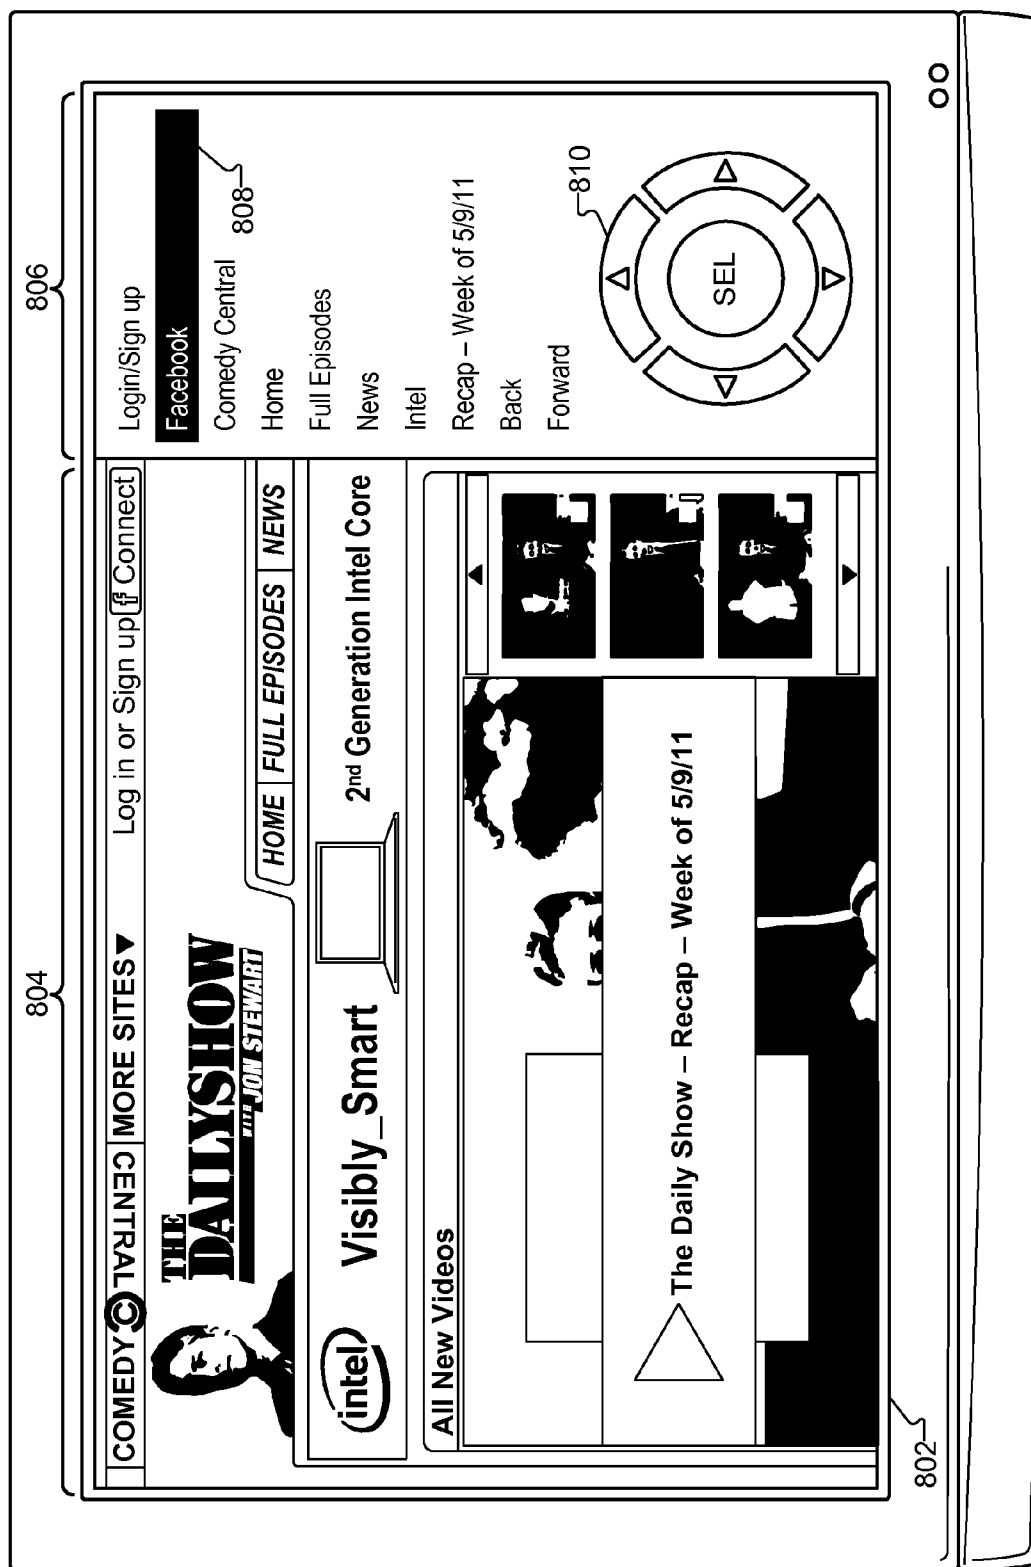 804
806
COMEDY CENTRAL
MORE SITES▼
Log in or Sign up
f Connect
THE
DAILYSHOW
WITH JON STEWART
HOME
FULL EPISODES
NEWS
intel
Visibly_Smart
2nd Generation Intel Core
All New Videos
The Daily Show – Recap – Week of 5/9/11
Login/Sign up
Facebook
808
Comedy Central
Home
Full Episodes
News
Intel
Recap – Week of 5/9/11
Back
Forward
810
SEL
802